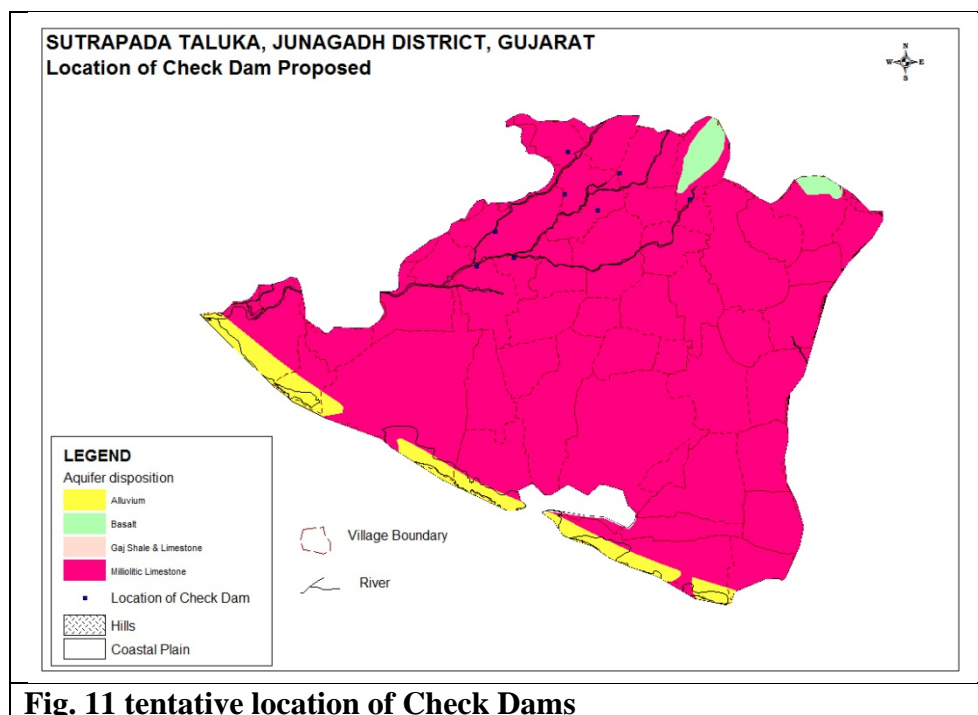 SUTRAPADA TALUKA, JUNAGADH DISTRICT, GUJARAT
Location of Check Dam Proposed
N
W E
S
LEGEND
Aquifer disposition
Alluvium
Basalt
Gaj Shale & Limestone
Milliolitic Limestone
Location of Check Dam
Hills
Coastal Plain
Village Boundary
River
Fig. 11 tentative location of Check Dams